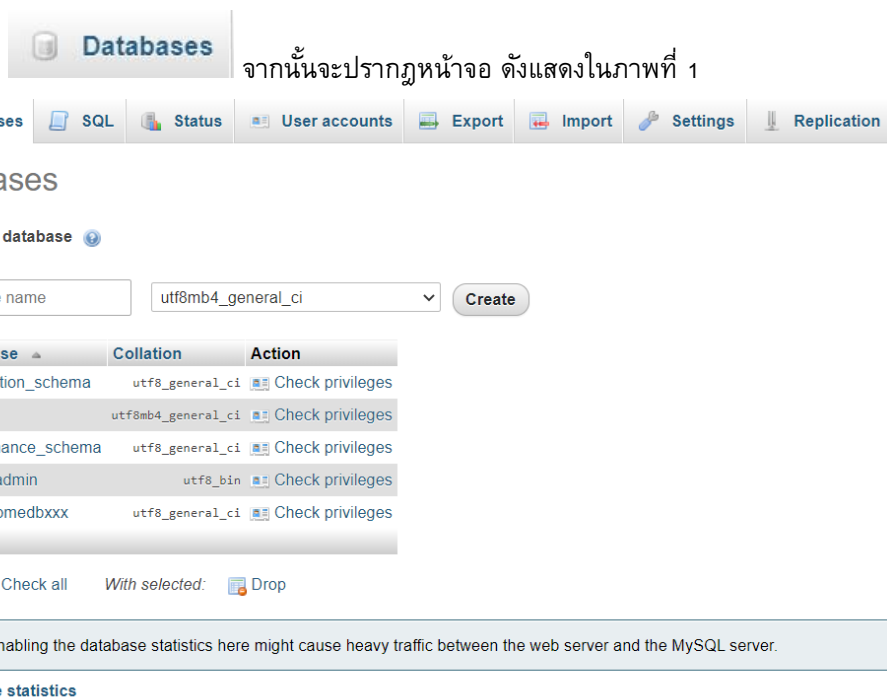 Databases
จากนั้นจะปรากฎหน้าจอ ดังแสดงในภาพที่ 1
ses SQL Status User accounts Export Import Settings Replication
ases
database
name utf8mb4_general_ci Create
se Collation Action
tion_schema utf8_general_ci Check privileges
utf8mb4_general_ci Check privileges
nance_schema utf8_general_ci Check privileges
admin utf8_bin Check privileges
omedbxxx utf8_general_ci Check privileges
Check all With selected: Drop
nabling the database statistics here might cause heavy traffic between the web server and the MySQL server.
statistics